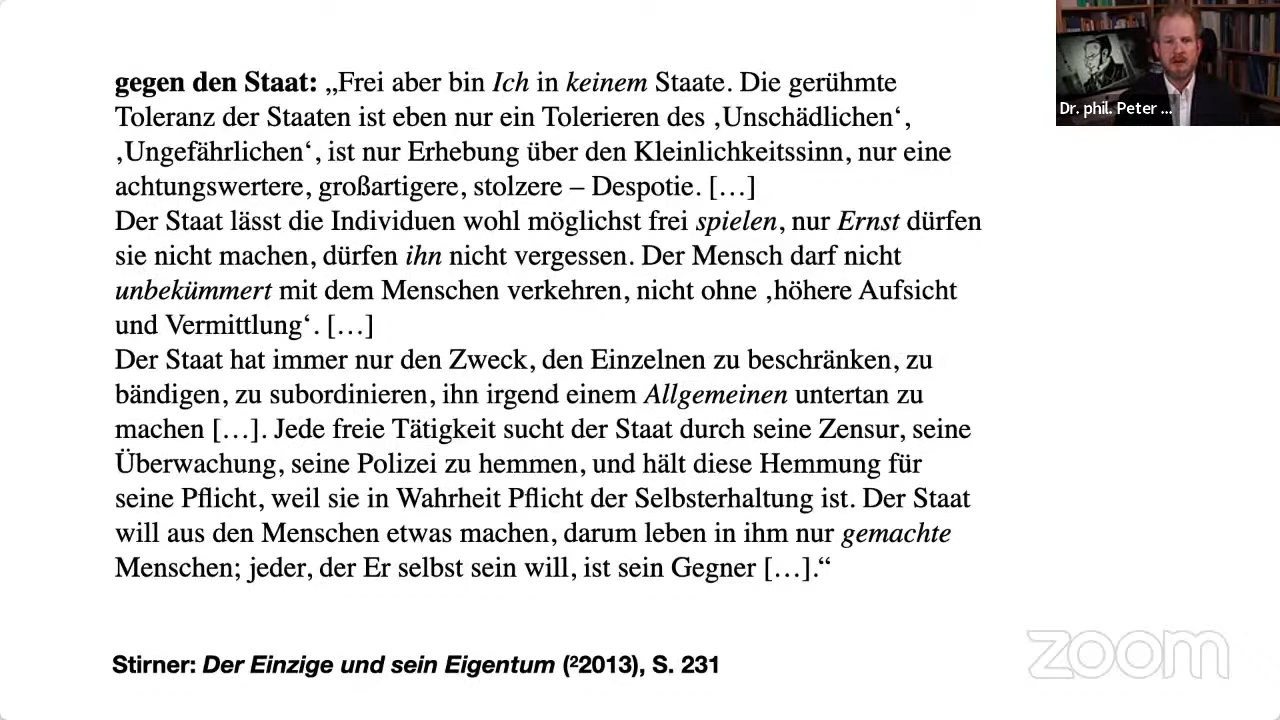 gegen den Staat: „Frei aber bin Ich in keinem Staate. Die gerühmte
Toleranz der Staaten ist eben nur ein Tolerieren des ‚Unschädlichen‘,
‚Ungefährlichen‘, ist nur Erhebung über den Kleinlichkeitssinn, nur eine
achtungswertere, großartigere, stolzere – Despotie. […]
Der Staat lässt die Individuen wohl möglichst frei spielen, nur Ernst dürfen
sie nicht machen, dürfen ihn nicht vergessen. Der Mensch darf nicht
unbekümmert mit dem Menschen verkehren, nicht ohne ‚höhere Aufsicht
und Vermittlung‘. […]
Der Staat hat immer nur den Zweck, den Einzelnen zu beschränken, zu
bändigen, zu subordinieren, ihn irgend einem Allgemeinen untertan zu
machen […]. Jede freie Tätigkeit sucht der Staat durch seine Zensur, seine
Überwachung, seine Polizei zu hemmen, und hält diese Hemmung für
seine Pflicht, weil sie in Wahrheit Pflicht der Selbsterhaltung ist. Der Staat
will aus den Menschen etwas machen, darum leben in ihm nur gemachte
Menschen; jeder, der Er selbst sein will, ist sein Gegner […].“
Stirner: Der Einzige und sein Eigentum (²2013), S. 231
Dr. phil. Peter ...
zoom